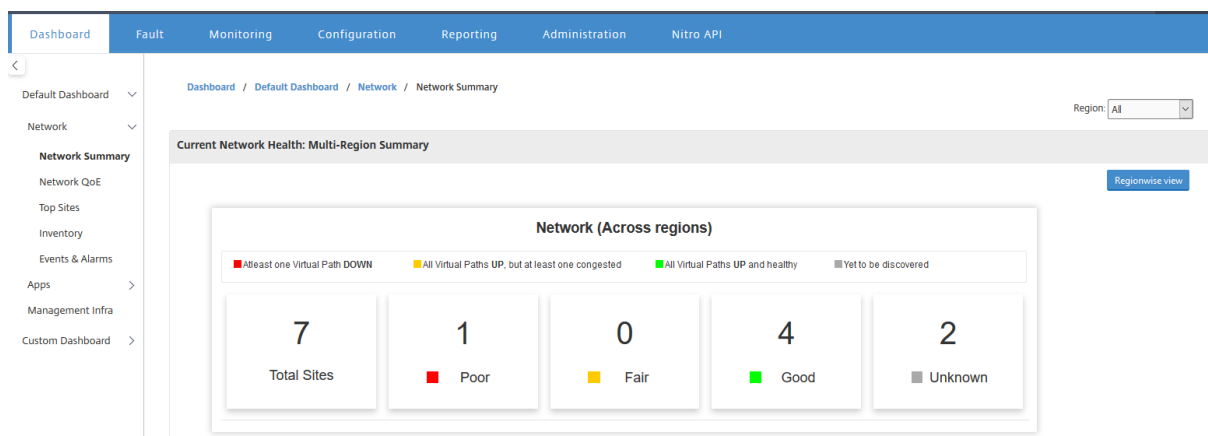 Dashboard Fault Monitoring Configuration Reporting Administration Nitro API
Default Dashboard
Network
Network Summary
Network QoE
Top Sites
Inventory
Events & Alarms
Apps
Management Infra
Custom Dashboard
Dashboard / Default Dashboard / Network / Network Summary
Region: All
Current Network Health: Multi-Region Summary
Regionwise view
Network (Across regions)
Atleast one Virtual Path DOWN All Virtual Paths UP, but at least one congested All Virtual Paths UP and healthy Yet to be discovered
7 1 0 4 2
Total Sites Poor Fair Good Unknown